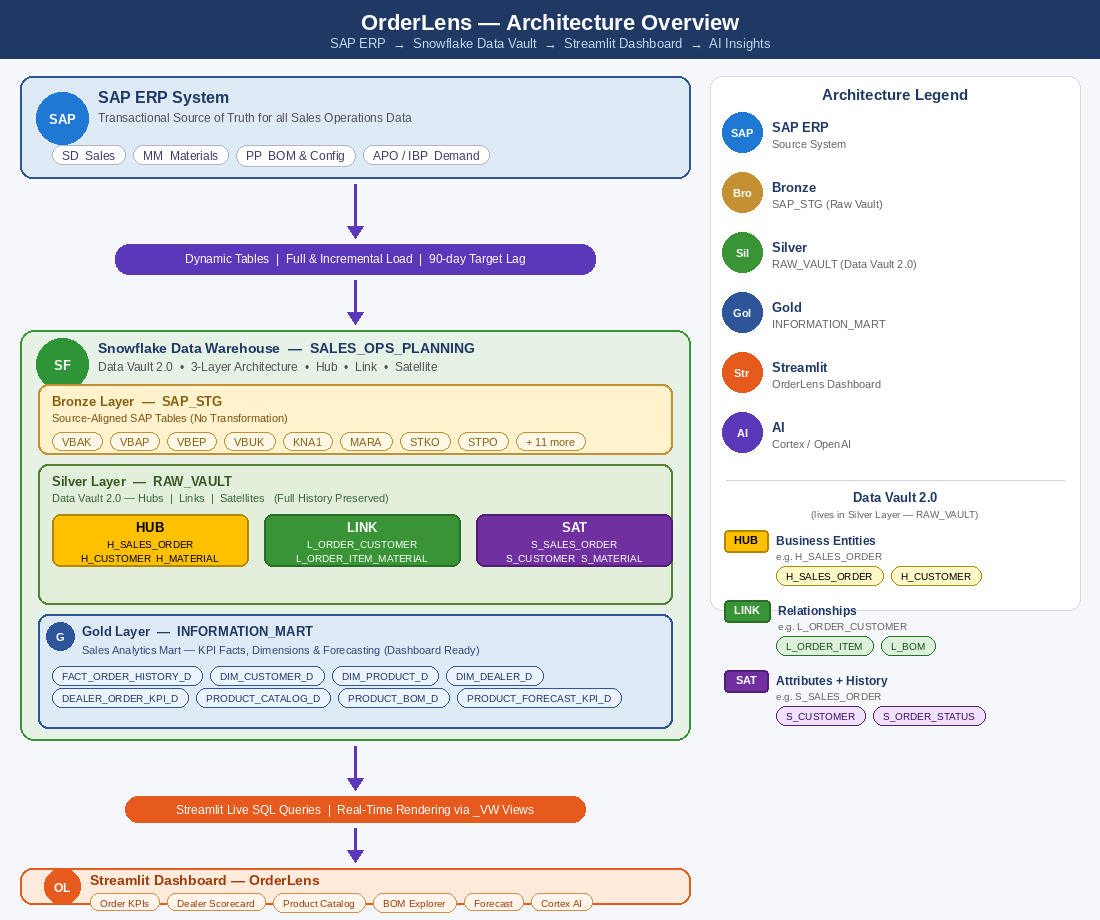 OrderLens — Architecture Overview
SAP ERP → Snowflake Data Vault → Streamlit Dashboard → AI Insights
SAP
SAP ERP System
Transactional Source of Truth for all Sales Operations Data
SD Sales
MM Materials
PP BOM & Config
APO / IBP Demand
Dynamic Tables | Full & Incremental Load | 90-day Target Lag
SF
Snowflake Data Warehouse — SALES_OPS_PLANNING
Data Vault 2.0 • 3-Layer Architecture • Hub • Link • Satellite
Bronze Layer — SAP_STG
Source-Aligned SAP Tables (No Transformation)
VBAK
VBAP
VBEP
VBUK
KNA1
MARA
STKO
STPO
+ 11 more
Silver Layer — RAW_VAULT
Data Vault 2.0 — Hubs | Links | Satellites (Full History Preserved)
HUB
H_SALES_ORDER
H_CUSTOMER H_MATERIAL
LINK
L_ORDER_CUSTOMER
L_ORDER_ITEM_MATERIAL
SAT
S_SALES_ORDER
S_CUSTOMER S_MATERIAL
G
Gold Layer — INFORMATION_MART
Sales Analytics Mart — KPI Facts, Dimensions & Forecasting (Dashboard Ready)
FACT_ORDER_HISTORY_D
DIM_CUSTOMER_D
DIM_PRODUCT_D
DIM_DEALER_D
DEALER_ORDER_KPI_D
PRODUCT_CATALOG_D
PRODUCT_BOM_D
PRODUCT_FORECAST_KPI_D
Streamlit Live SQL Queries | Real-Time Rendering via _VW Views
OL
Streamlit Dashboard — OrderLens
Order KPIs
Dealer Scorecard
Product Catalog
BOM Explorer
Forecast
Cortex AI
Architecture Legend
SAP
SAP ERP
Source System
Bro
Bronze
SAP_STG (Raw Vault)
Sil
Silver
RAW_VAULT (Data Vault 2.0)
Gol
Gold
INFORMATION_MART
Str
Streamlit
OrderLens Dashboard
AI
AI
Cortex / OpenAI
Data Vault 2.0
(lives in Silver Layer — RAW_VAULT)
HUB
Business Entities
e.g. H_SALES_ORDER
H_SALES_ORDER
H_CUSTOMER
LINK
Relationships
e.g. L_ORDER_CUSTOMER
L_ORDER_ITEM
L_BOM
SAT
Attributes + History
e.g. S_SALES_ORDER
S_CUSTOMER
S_ORDER_STATUS